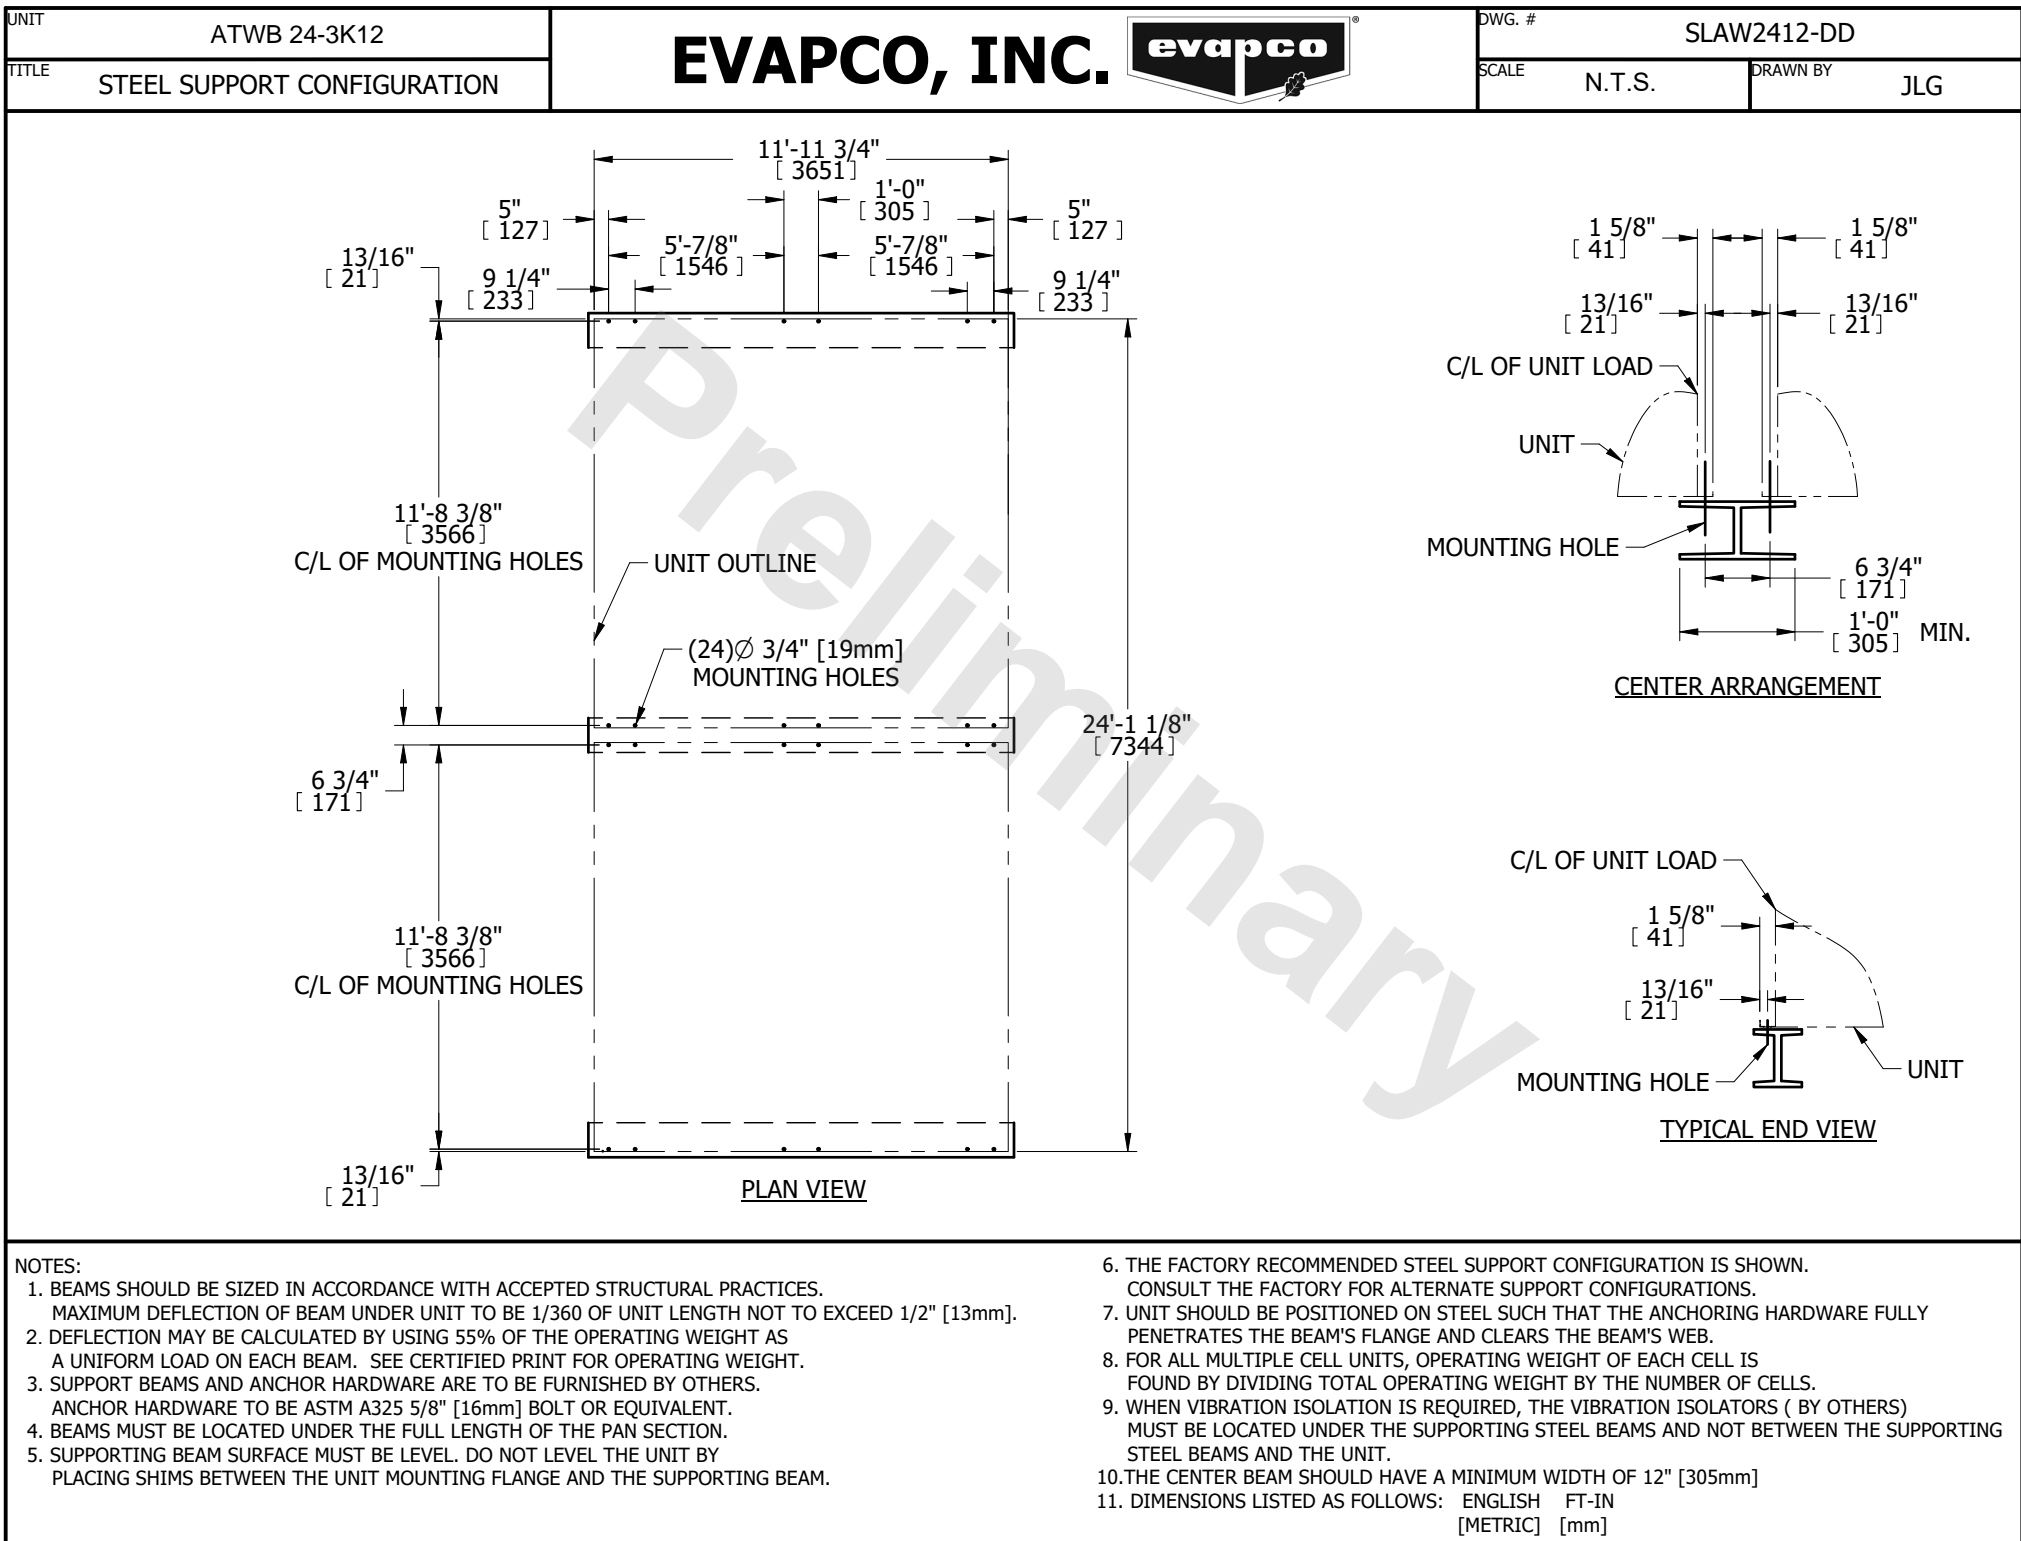 UNIT
ATWB 24-3K12
TITLE
STEEL SUPPORT CONFIGURATION
EVAPCO, INC.
evapco
®
DWG. #
SLAW2412-DD
SCALE
N.T.S.
DRAWN BY
JLG
11'-11 3/4"
[ 3651 ]
1'-0"
[ 305 ]
5"
[ 127 ]
5"
[ 127 ]
5'-7/8"
[ 1546 ]
5'-7/8"
[ 1546 ]
13/16"
[ 21 ]
9 1/4"
[ 233 ]
9 1/4"
[ 233 ]
11'-8 3/8"
[ 3566 ]
C/L OF MOUNTING HOLES
UNIT OUTLINE
(24)Ø 3/4" [19mm]
MOUNTING HOLES
24'-1 1/8"
[ 7344 ]
6 3/4"
[ 171 ]
11'-8 3/8"
[ 3566 ]
C/L OF MOUNTING HOLES
13/16"
[ 21 ]
PLAN VIEW
Preliminary
1 5/8"
[ 41 ]
1 5/8"
[ 41 ]
13/16"
[ 21 ]
13/16"
[ 21 ]
C/L OF UNIT LOAD
UNIT
MOUNTING HOLE
6 3/4"
[ 171 ]
1'-0"
[ 305 ] MIN.
CENTER ARRANGEMENT
C/L OF UNIT LOAD
1 5/8"
[ 41 ]
13/16"
[ 21 ]
MOUNTING HOLE
UNIT
TYPICAL END VIEW
NOTES:
1. BEAMS SHOULD BE SIZED IN ACCORDANCE WITH ACCEPTED STRUCTURAL PRACTICES.
MAXIMUM DEFLECTION OF BEAM UNDER UNIT TO BE 1/360 OF UNIT LENGTH NOT TO EXCEED 1/2" [13mm].
2. DEFLECTION MAY BE CALCULATED BY USING 55% OF THE OPERATING WEIGHT AS
A UNIFORM LOAD ON EACH BEAM. SEE CERTIFIED PRINT FOR OPERATING WEIGHT.
3. SUPPORT BEAMS AND ANCHOR HARDWARE ARE TO BE FURNISHED BY OTHERS.
ANCHOR HARDWARE TO BE ASTM A325 5/8" [16mm] BOLT OR EQUIVALENT.
4. BEAMS MUST BE LOCATED UNDER THE FULL LENGTH OF THE PAN SECTION.
5. SUPPORTING BEAM SURFACE MUST BE LEVEL. DO NOT LEVEL THE UNIT BY
PLACING SHIMS BETWEEN THE UNIT MOUNTING FLANGE AND THE SUPPORTING BEAM.
6. THE FACTORY RECOMMENDED STEEL SUPPORT CONFIGURATION IS SHOWN.
CONSULT THE FACTORY FOR ALTERNATE SUPPORT CONFIGURATIONS.
7. UNIT SHOULD BE POSITIONED ON STEEL SUCH THAT THE ANCHORING HARDWARE FULLY
PENETRATES THE BEAM'S FLANGE AND CLEARS THE BEAM'S WEB.
8. FOR ALL MULTIPLE CELL UNITS, OPERATING WEIGHT OF EACH CELL IS
FOUND BY DIVIDING TOTAL OPERATING WEIGHT BY THE NUMBER OF CELLS.
9. WHEN VIBRATION ISOLATION IS REQUIRED, THE VIBRATION ISOLATORS ( BY OTHERS)
MUST BE LOCATED UNDER THE SUPPORTING STEEL BEAMS AND NOT BETWEEN THE SUPPORTING
STEEL BEAMS AND THE UNIT.
10.THE CENTER BEAM SHOULD HAVE A MINIMUM WIDTH OF 12" [305mm]
11. DIMENSIONS LISTED AS FOLLOWS: ENGLISH FT-IN
[METRIC] [mm]